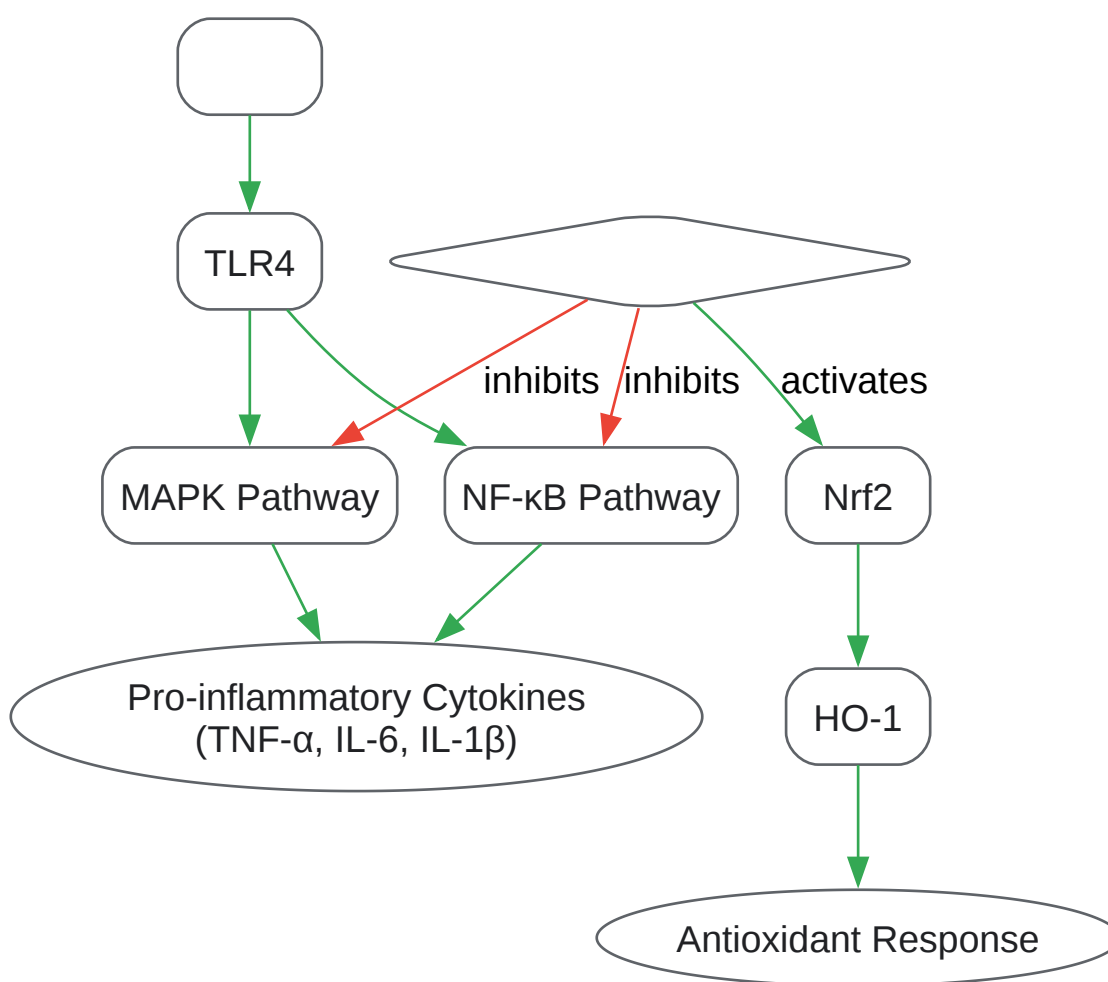 TLR4
inhibits
inhibits
activates
MAPK Pathway
NF-κB Pathway
Nrf2
Pro-inflammatory Cytokines
(TNF-α, IL-6, IL-1β)
HO-1
Antioxidant Response